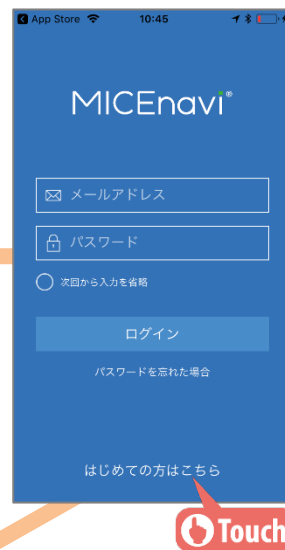 App Store 10:45
MICEnavi®
メールアドレス
パスワード
次回から入力を省略
ログイン
パスワードを忘れた場合
はじめての方はこちら
Touch